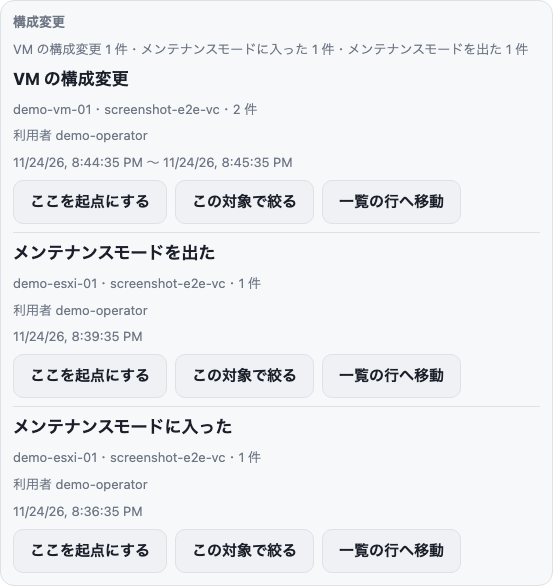 構成変更
VM の構成変更 1 件・メンテナンスモードに入った 1 件・メンテナンスモードを出た 1 件
VM の構成変更
demo-vm-01・screenshot-e2e-vc・2 件
利用者 demo-operator
11/24/26, 8:44:35 PM 〜 11/24/26, 8:45:35 PM
ここを起点にする この対象で絞る 一覧の行へ移動
メンテナンスモードを出た
demo-esxi-01・screenshot-e2e-vc・1 件
利用者 demo-operator
11/24/26, 8:39:35 PM
ここを起点にする この対象で絞る 一覧の行へ移動
メンテナンスモードに入った
demo-esxi-01・screenshot-e2e-vc・1 件
利用者 demo-operator
11/24/26, 8:36:35 PM
ここを起点にする この対象で絞る 一覧の行へ移動